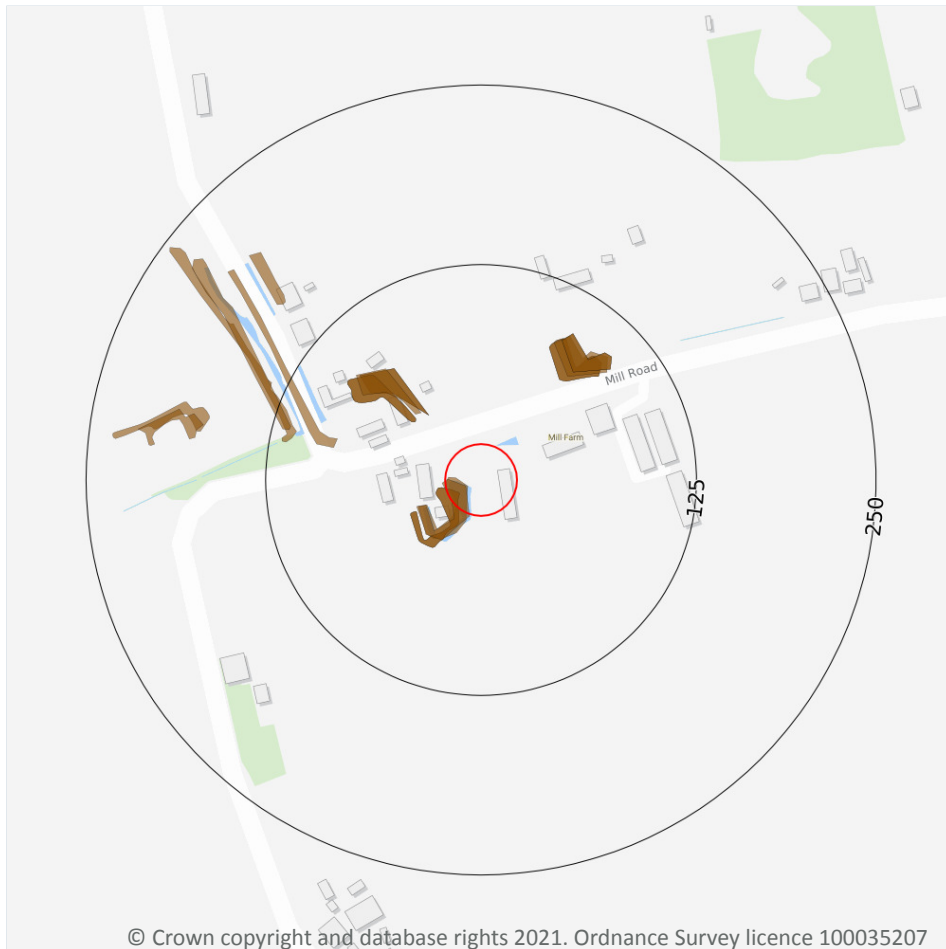 Mill Road
Mill Farm
125
250
© Crown copyright and database rights 2021. Ordnance Survey licence 100035207